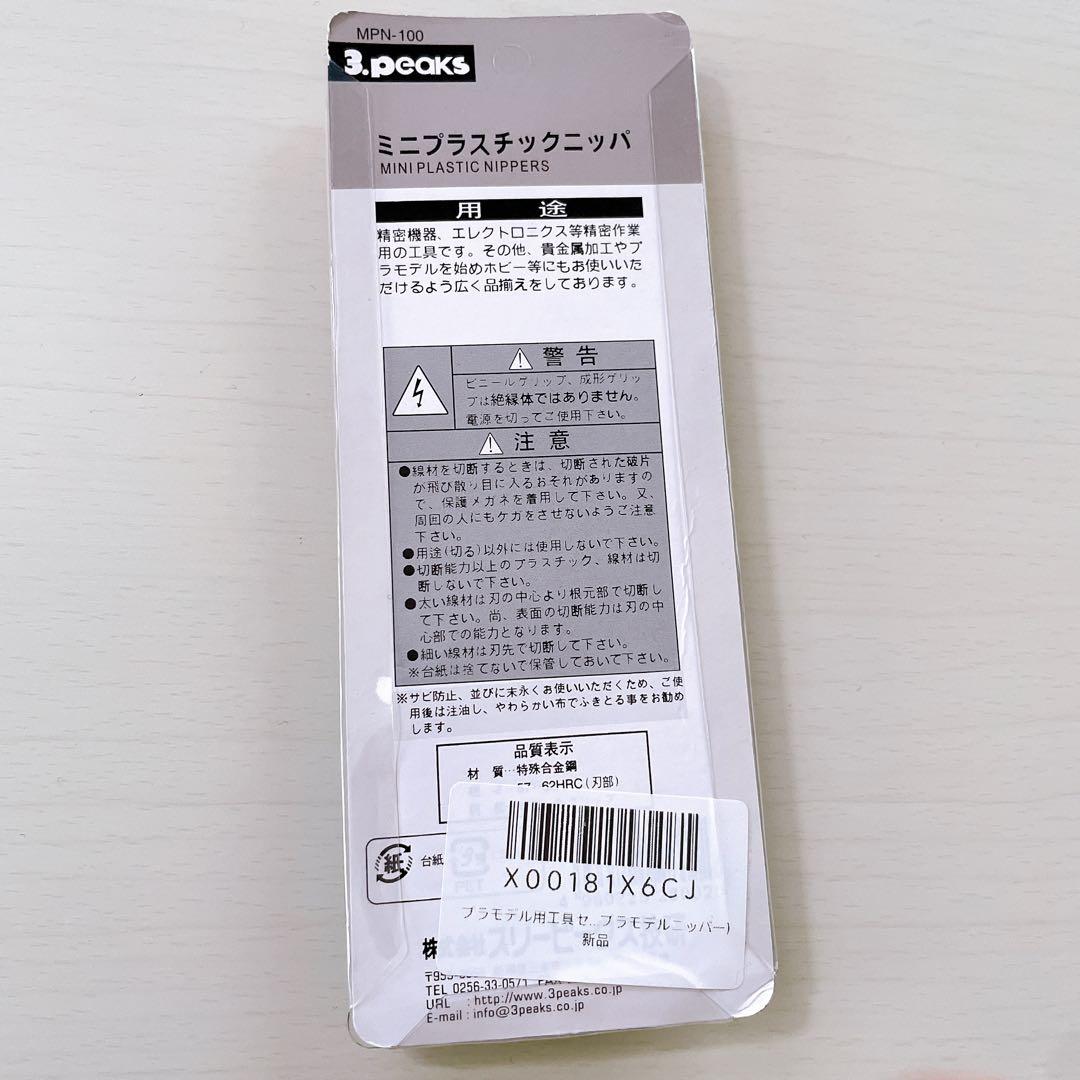 MPN-100
3.peaks
ミニプラスチックニッパ
MINI PLASTIC NIPPERS
用 途
精密機器、エレクトロニクス等精密作業
用の工具です。その他、貴金属加工やプ
ラモデルを始めホビー等にもお使いいた
だけるよう広く品揃えをしております。
警告
ビニールグリップ、成形グリッ
プは絶縁体ではありません。
電源を切ってご使用下さい。
注意
●線材を切断するときは、切断された破片
が飛び散り目に入るおそれがありますの
で、保護メガネを着用して下さい。又、
周囲の人にもケガをさせないようご注意
下さい。
●用途(切る)以外には使用しないで下さい。
●切断能力以上のプラスチック、線材は切
断しないで下さい。
●太い線材は刃の中心より根元部で切断し
て下さい。尚、表面の切断能力は刃の中
心部での能力となります。
●細い線材は刃先で切断して下さい。
※台紙は捨てないで保管しておいて下さい。
※サビ防止、並びに末永くお使いいただくため、ご使
用後は注油し、やわらかい布でふきとる事をお勧め
します。
品質表示
材 質…特殊合金鋼
62HRC(刃部)
紙
台紙
PET
X00181X6CJ
プラモデル用工具セ...プラモデルニッパー)
新品
株
TEL 0256-33-0571
URL : http://www.3peaks.co.jp
E-mail : info@3peaks.co.jp